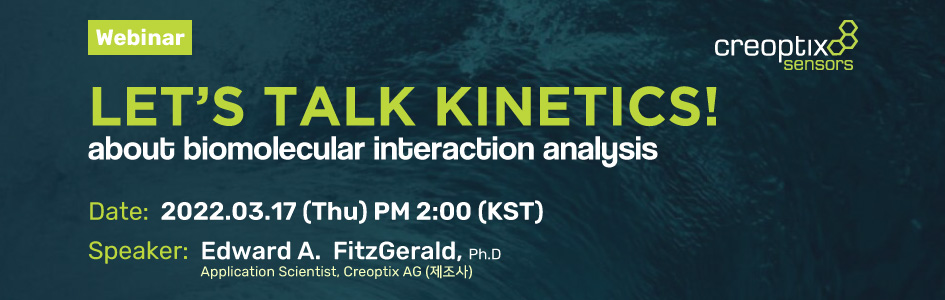 Webinar
creoptix
sensors
LET'S TALK KINETICS!
about biomolecular interaction analysis
Date: 2022.03.17 (Thu) PM 2:00 (KST)
Speaker: Edward A. FitzGerald, Ph.D
Application Scientist, Creoptix AG (제조사)